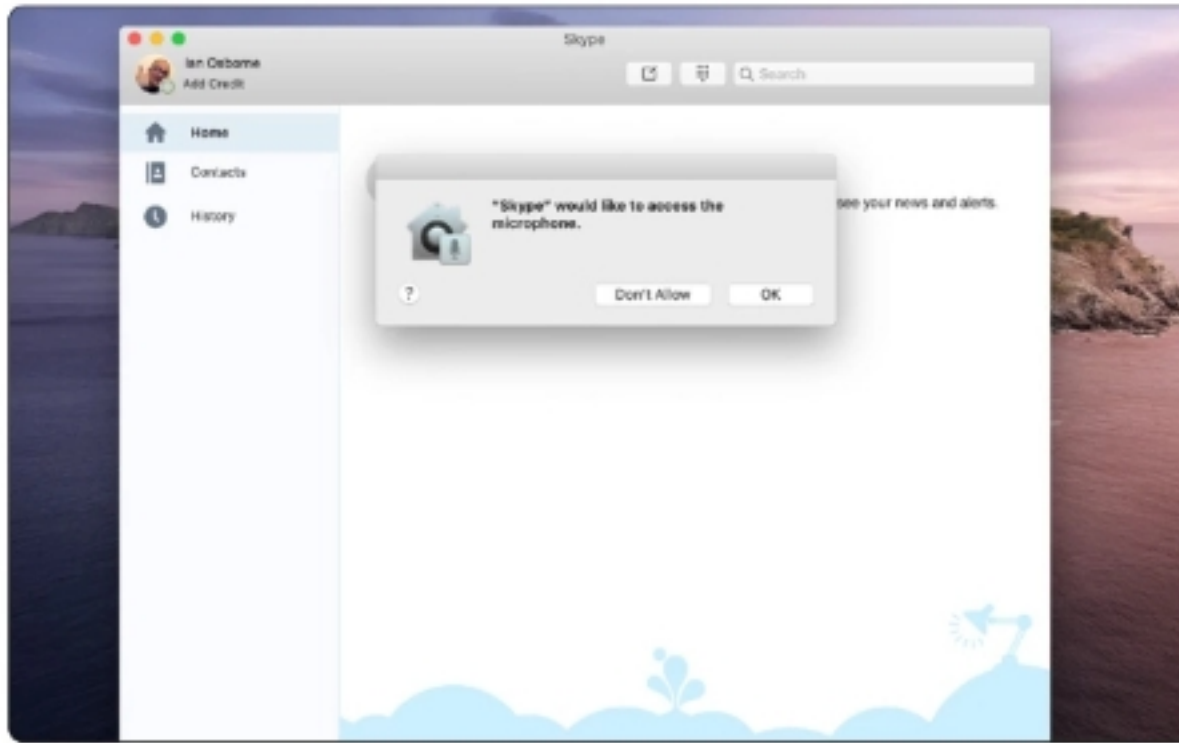 Skype
Ian Osborne
Add Credit
Search
Home
Contacts
History
"Skype" would like to access the
microphone.
see your news and alerts.
?
Don't Allow
OK